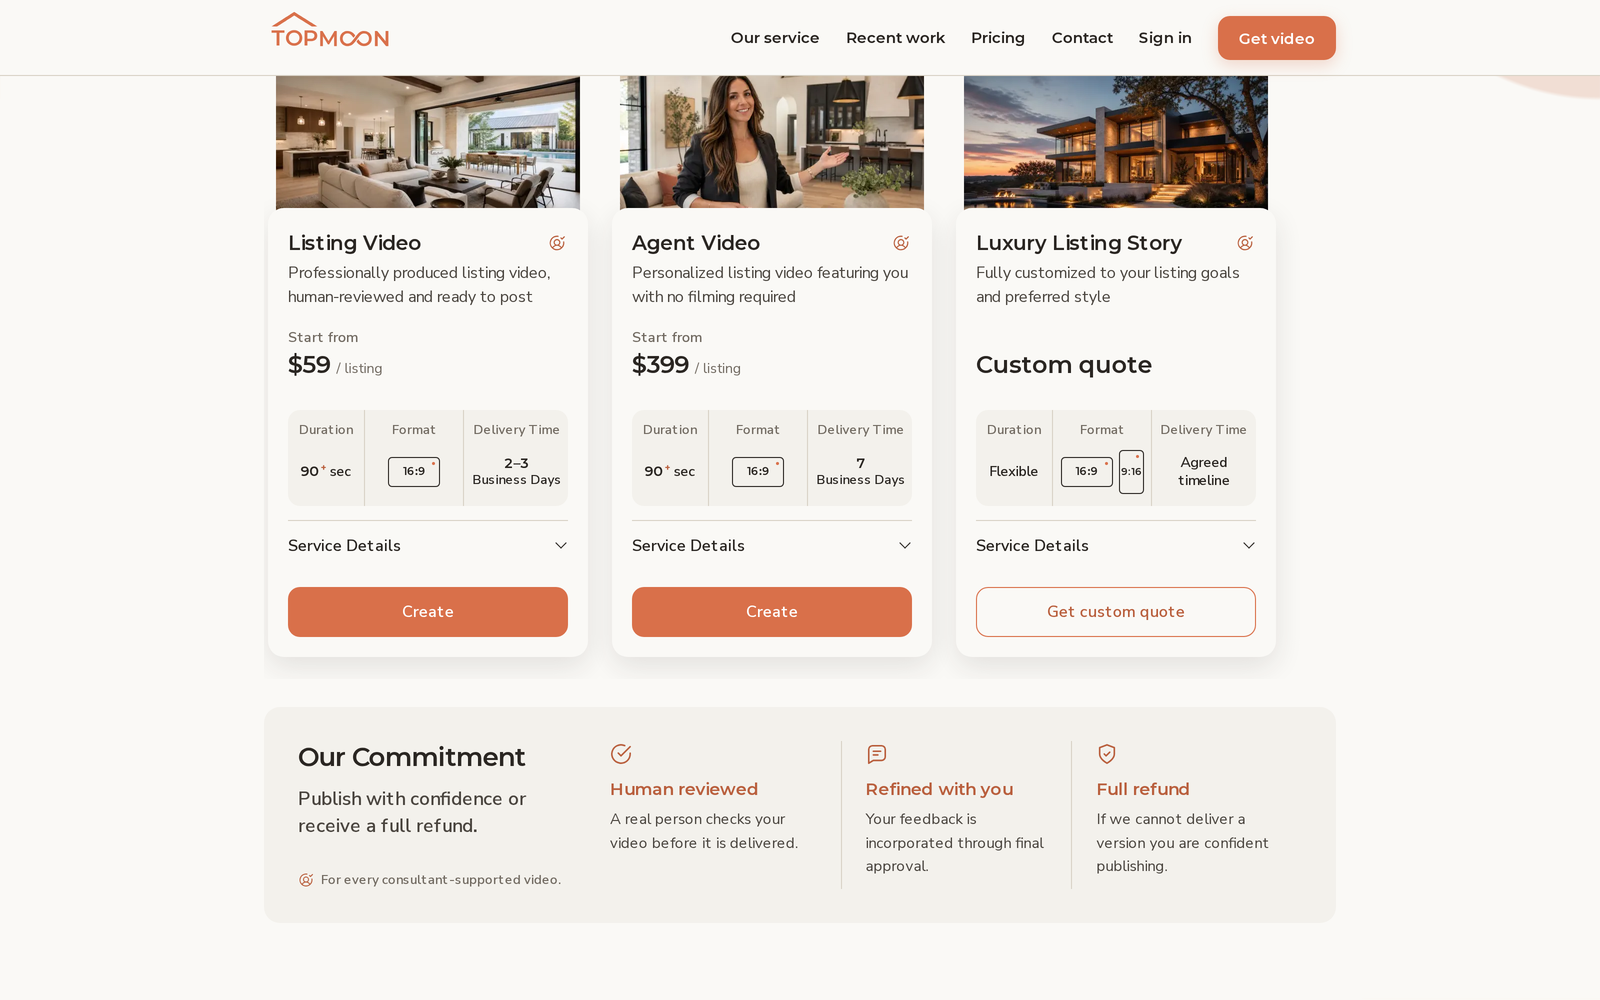 TOPMOON
Our service
Recent work
Pricing
Contact
Sign in
Get video
Listing Video
Professionally produced listing video,
human-reviewed and ready to post
Start from
$59 / listing
Duration
90+ sec
Format
16:9
Delivery Time
2–3
Business Days
Service Details
Create
Agent Video
Personalized listing video featuring you
with no filming required
Start from
$399 / listing
Duration
90+ sec
Format
16:9
Delivery Time
7
Business Days
Service Details
Create
Luxury Listing Story
Fully customized to your listing goals
and preferred style
Custom quote
Duration
Flexible
Format
16:9
9:16
Delivery Time
Agreed
timeline
Service Details
Get custom quote
Our Commitment
Publish with confidence or
receive a full refund.
For every consultant-supported video.
Human reviewed
A real person checks your
video before it is delivered.
Refined with you
Your feedback is
incorporated through final
approval.
Full refund
If we cannot deliver a
version you are confident
publishing.